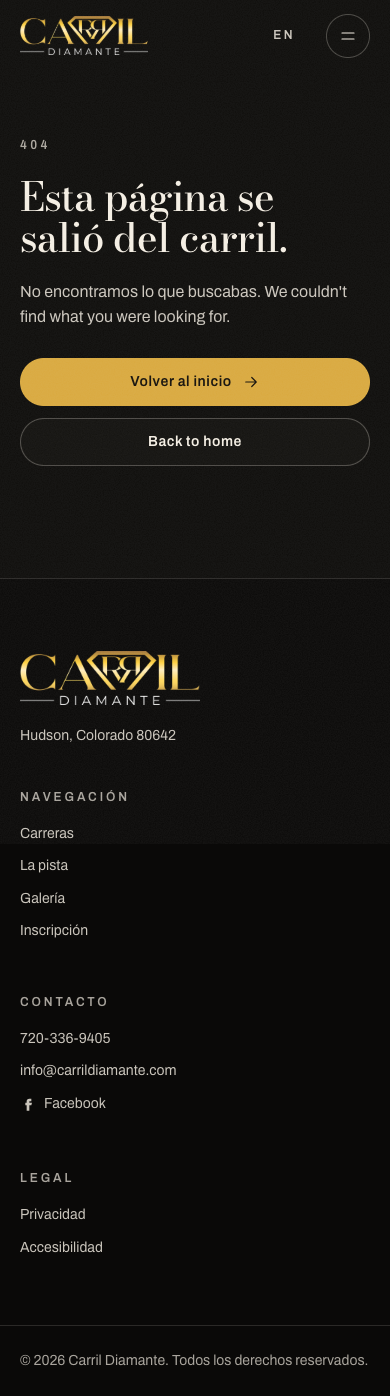 CARRIL
DIAMANTE
EN
404
Esta página se
salió del carril.
No encontramos lo que buscabas. We couldn't
find what you were looking for.
Volver al inicio →
Back to home
CARRIL
DIAMANTE
Hudson, Colorado 80642
NAVEGACIÓN
Carreras
La pista
Galería
Inscripción
CONTACTO
720-336-9405
info@carrildiamante.com
Facebook
LEGAL
Privacidad
Accesibilidad
© 2026 Carril Diamante. Todos los derechos reservados.